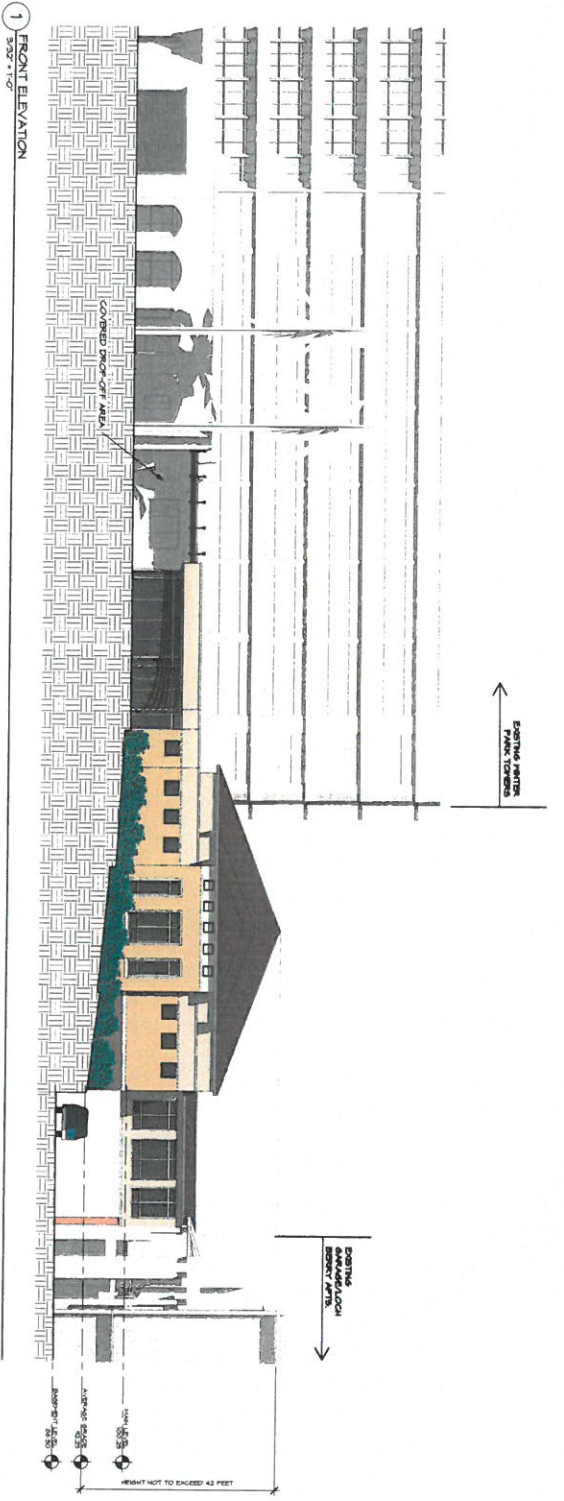 1
FRONT ELEVATION
3/32" = 1'-0"
COVERED DROP-OFF AREA
EXISTING WINTER
PARK TOWERS
EXISTING
GARAGE/LOCH
BERRY APTS.
MAIN LEVEL
AVERAGE GRADE
BASEMENT LEVEL
HEIGHT NOT TO EXCEED 42 FEET